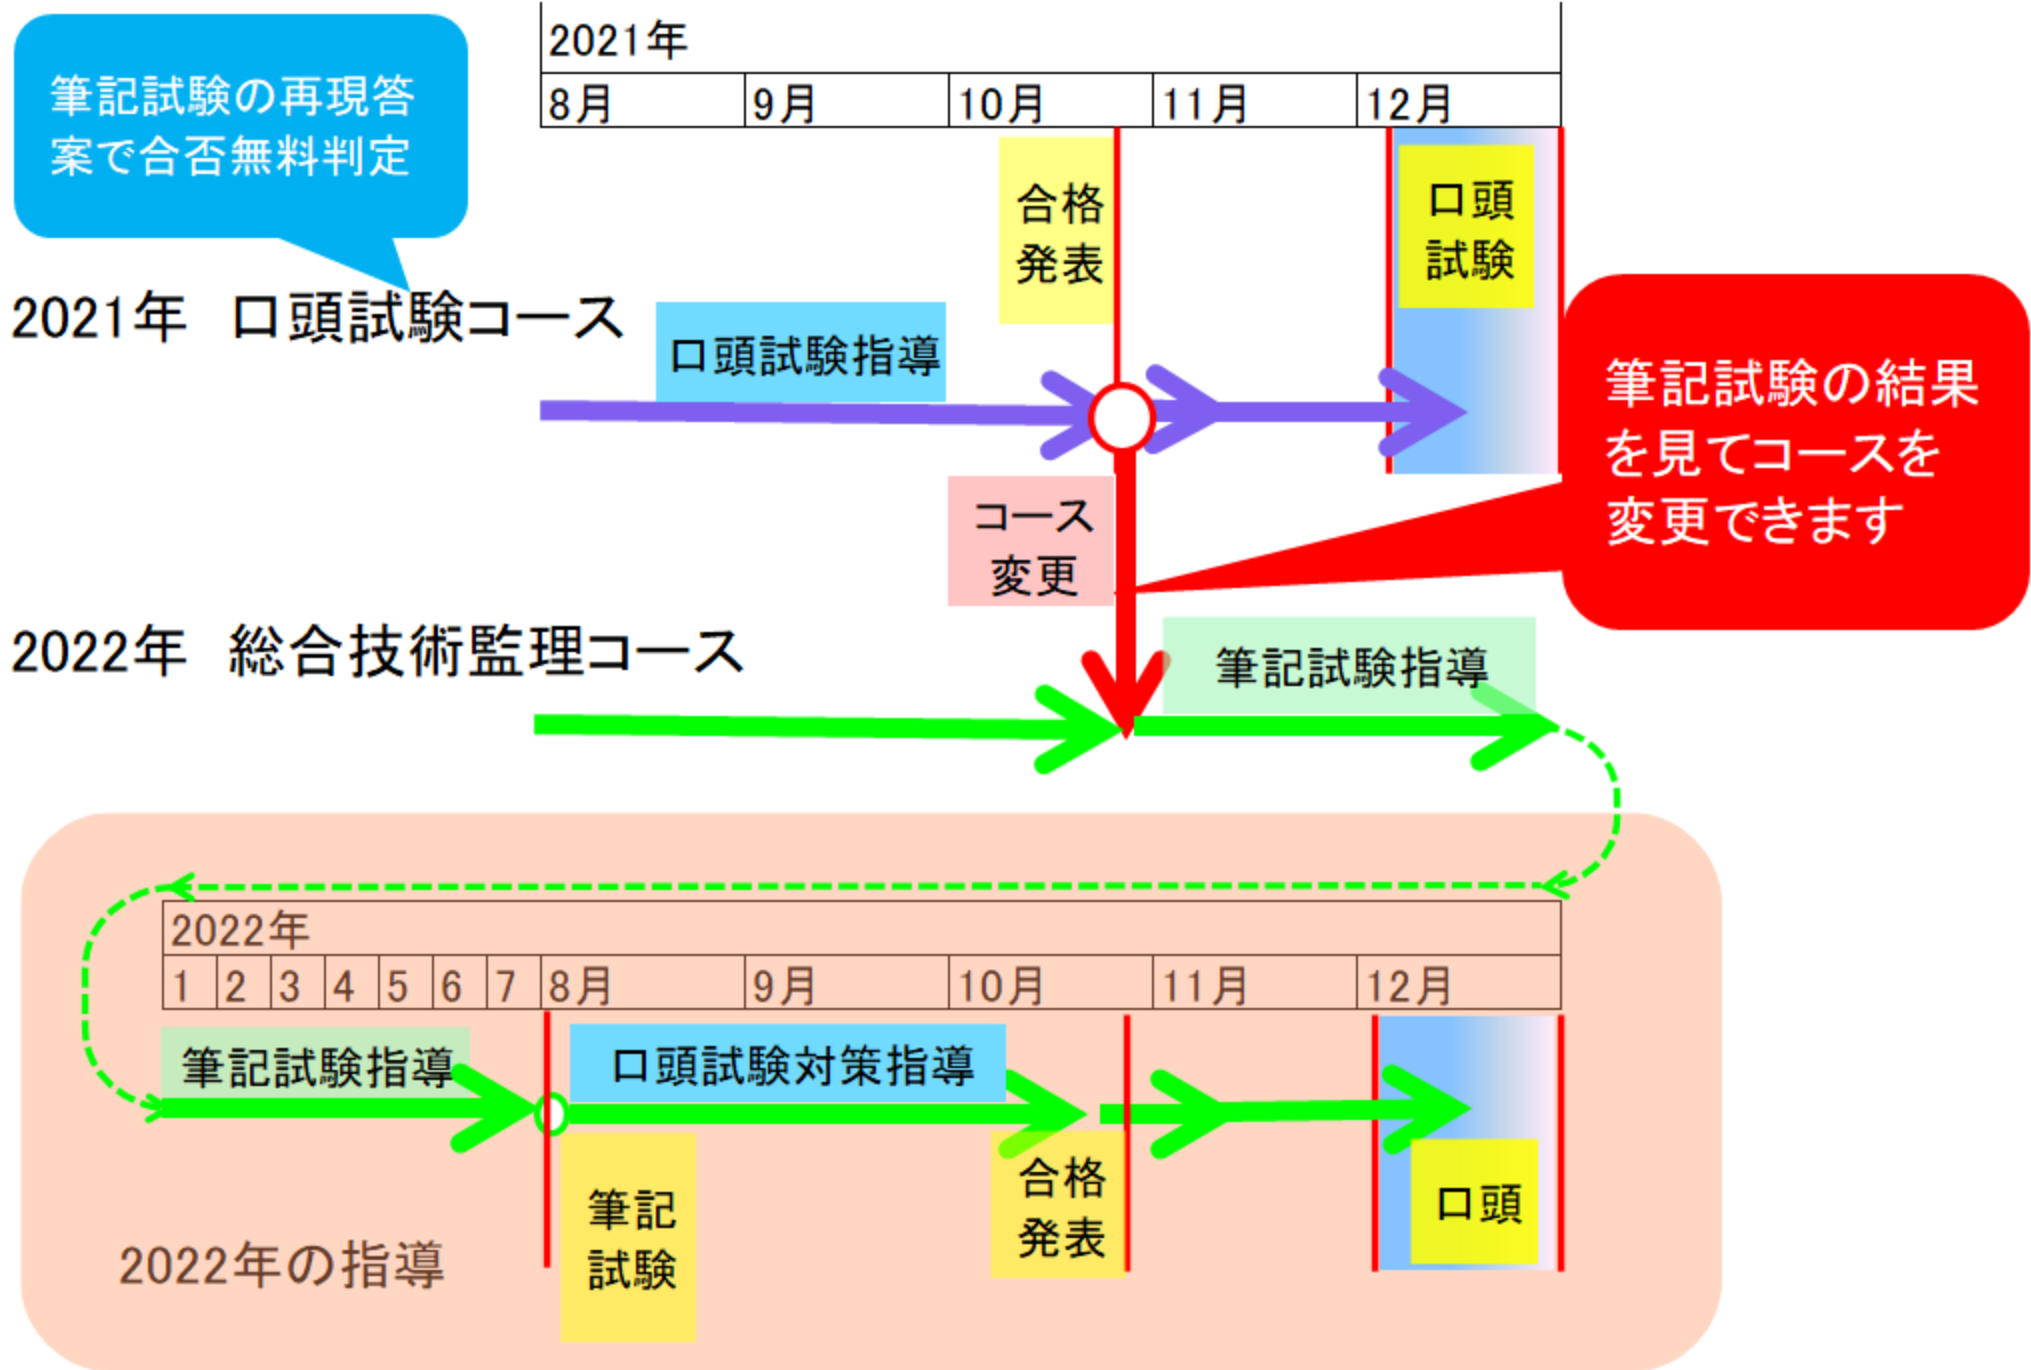 筆記試験の再現答
案で合否無料判定
2021年
8月 9月 10月 11月 12月
合格
発表
口頭
試験
2021年 口頭試験コース
口頭試験指導
筆記試験の結果
を見てコースを
変更できます
コース
変更
2022年 総合技術監理コース
筆記試験指導
2022年
1 2 3 4 5 6 7 8月 9月 10月 11月 12月
筆記試験指導
口頭試験対策指導
筆記
試験
合格
発表
口頭
2022年の指導